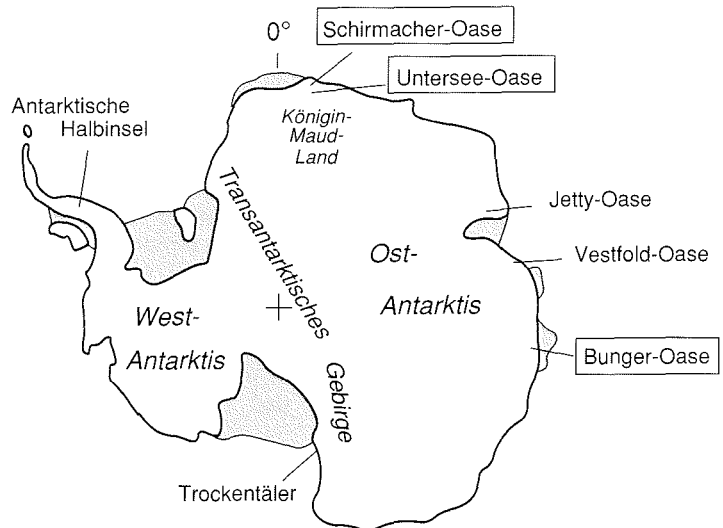 0°
Schirmacher-Oase
Untersee-Oase
Antarktische
Halbinsel
Königin-
Maud-
Land
Transantarktisches
Gebirge
Jetty-Oase
Vestfold-Oase
Ost-
Antarktis
West-
Antarktis
Bunger-Oase
Trockentäler